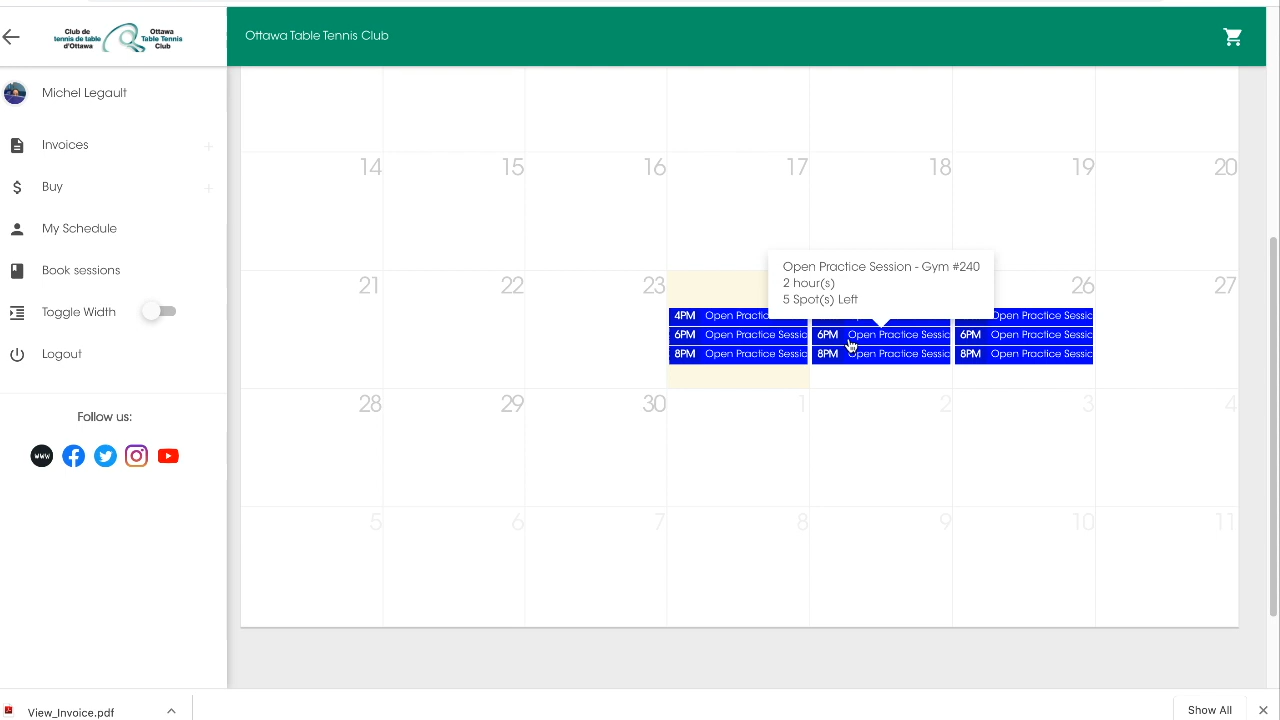 Club de
tennis de table
d'Ottawa
Ottawa
Table Tennis
Club
Ottawa Table Tennis Club
Michel Legault
Invoices
Buy
My Schedule
Book sessions
Toggle Width
Logout
Follow us:
www
14 15 16 17 18 19 20
21 22 23 26 27
Open Practice Session - Gym #240
2 hour(s)
5 Spot(s) Left
4PM Open Practic
6PM Open Practice Sessic
8PM Open Practice Sessic
6PM Open Practice Sessic
8PM Open Practice Sessic
Open Practice Sessic
6PM Open Practice Sessic
8PM Open Practice Sessic
28 29 30 1 2 3 4
5 6 7 8 9 10 11
View_Invoice.pdf
Show All